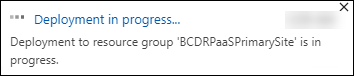 Deployment in progress...
Deployment to resource group 'BCDRPaaSPrimarySite' is in
progress.